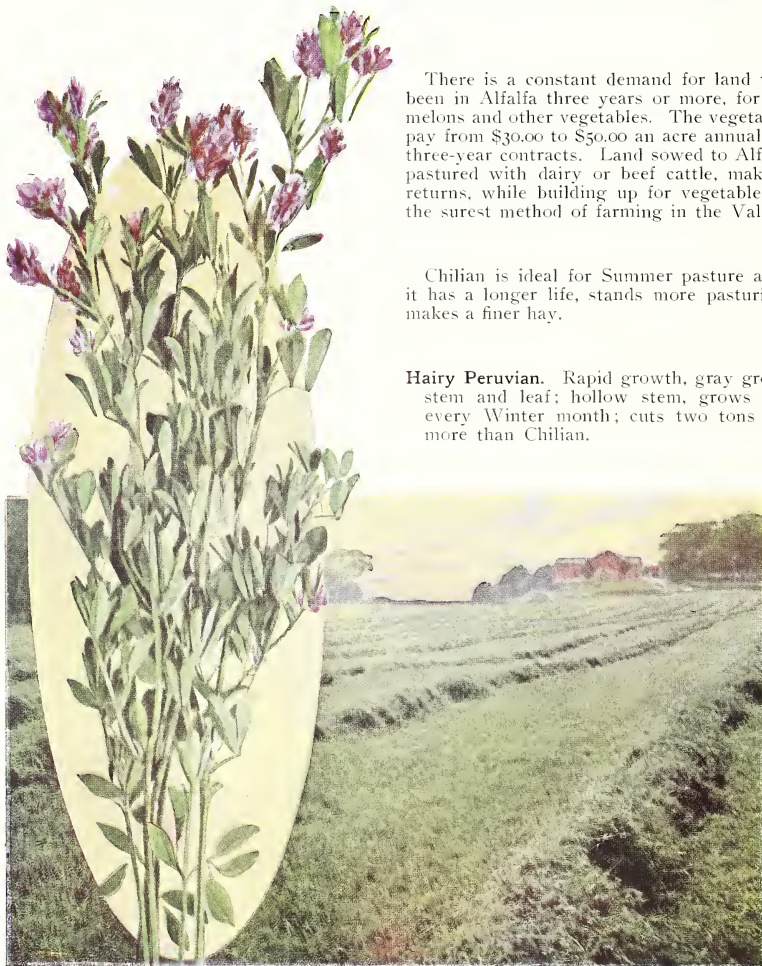 There is a constant demand for land
been in Alfalfa three years or more, for
melons and other vegetables. The vegeta
pay from $30.00 to $50.00 an acre annual
three-year contracts. Land sowed to Alf
pastured with dairy or beef cattle, mak
returns, while building up for vegetable
the surest method of farming in the Val
Chilian is ideal for Summer pasture a
it has a longer life, stands more pasturi
makes a finer hay.
Hairy Peruvian. Rapid growth, gray gre
stem and leaf; hollow stem, grows
every Winter month; cuts two tons
more than Chilian.